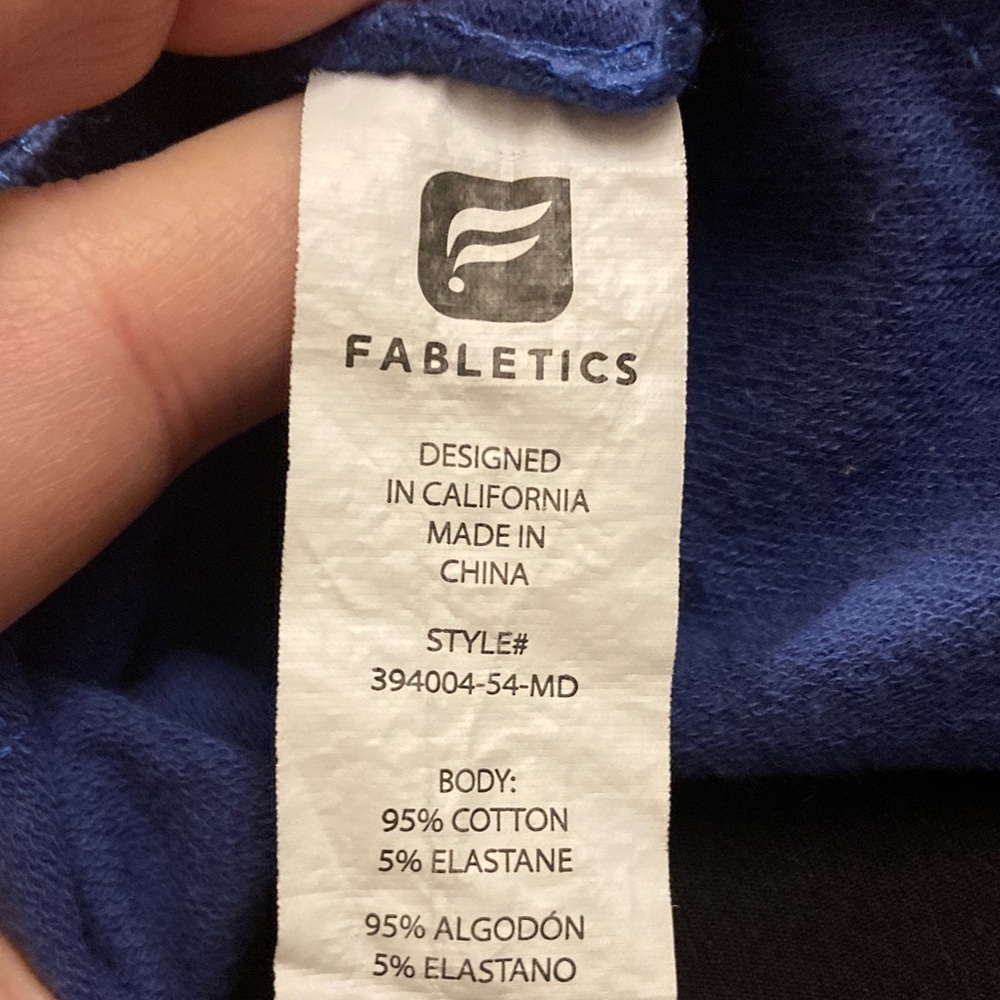 FABLETICS
DESIGNED
IN CALIFORNIA
MADE IN
CHINA
STYLE#
394004-54-MD
BODY:
95% COTTON
5% ELASTANE
95% ALGODÓN
5% ELASTANO